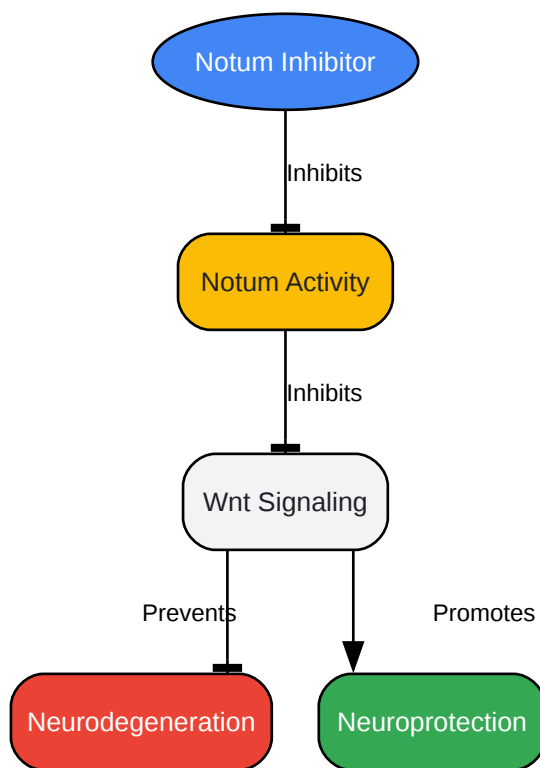 Notum Inhibitor
Inhibits
Notum Activity
Inhibits
Wnt Signaling
Prevents
Promotes
Neurodegeneration
Neuroprotection